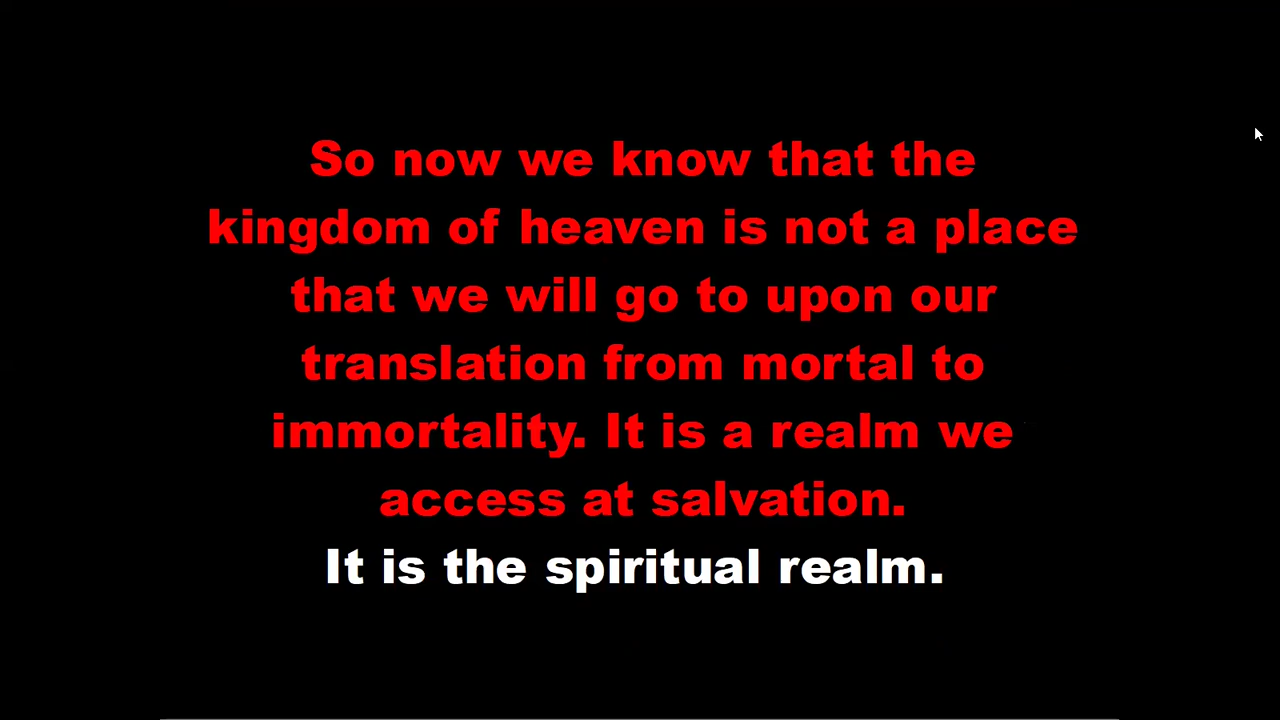 So now we know that the
kingdom of heaven is not a place
that we will go to upon our
translation from mortal to
immortality. It is a realm we
access at salvation.
It is the spiritual realm.